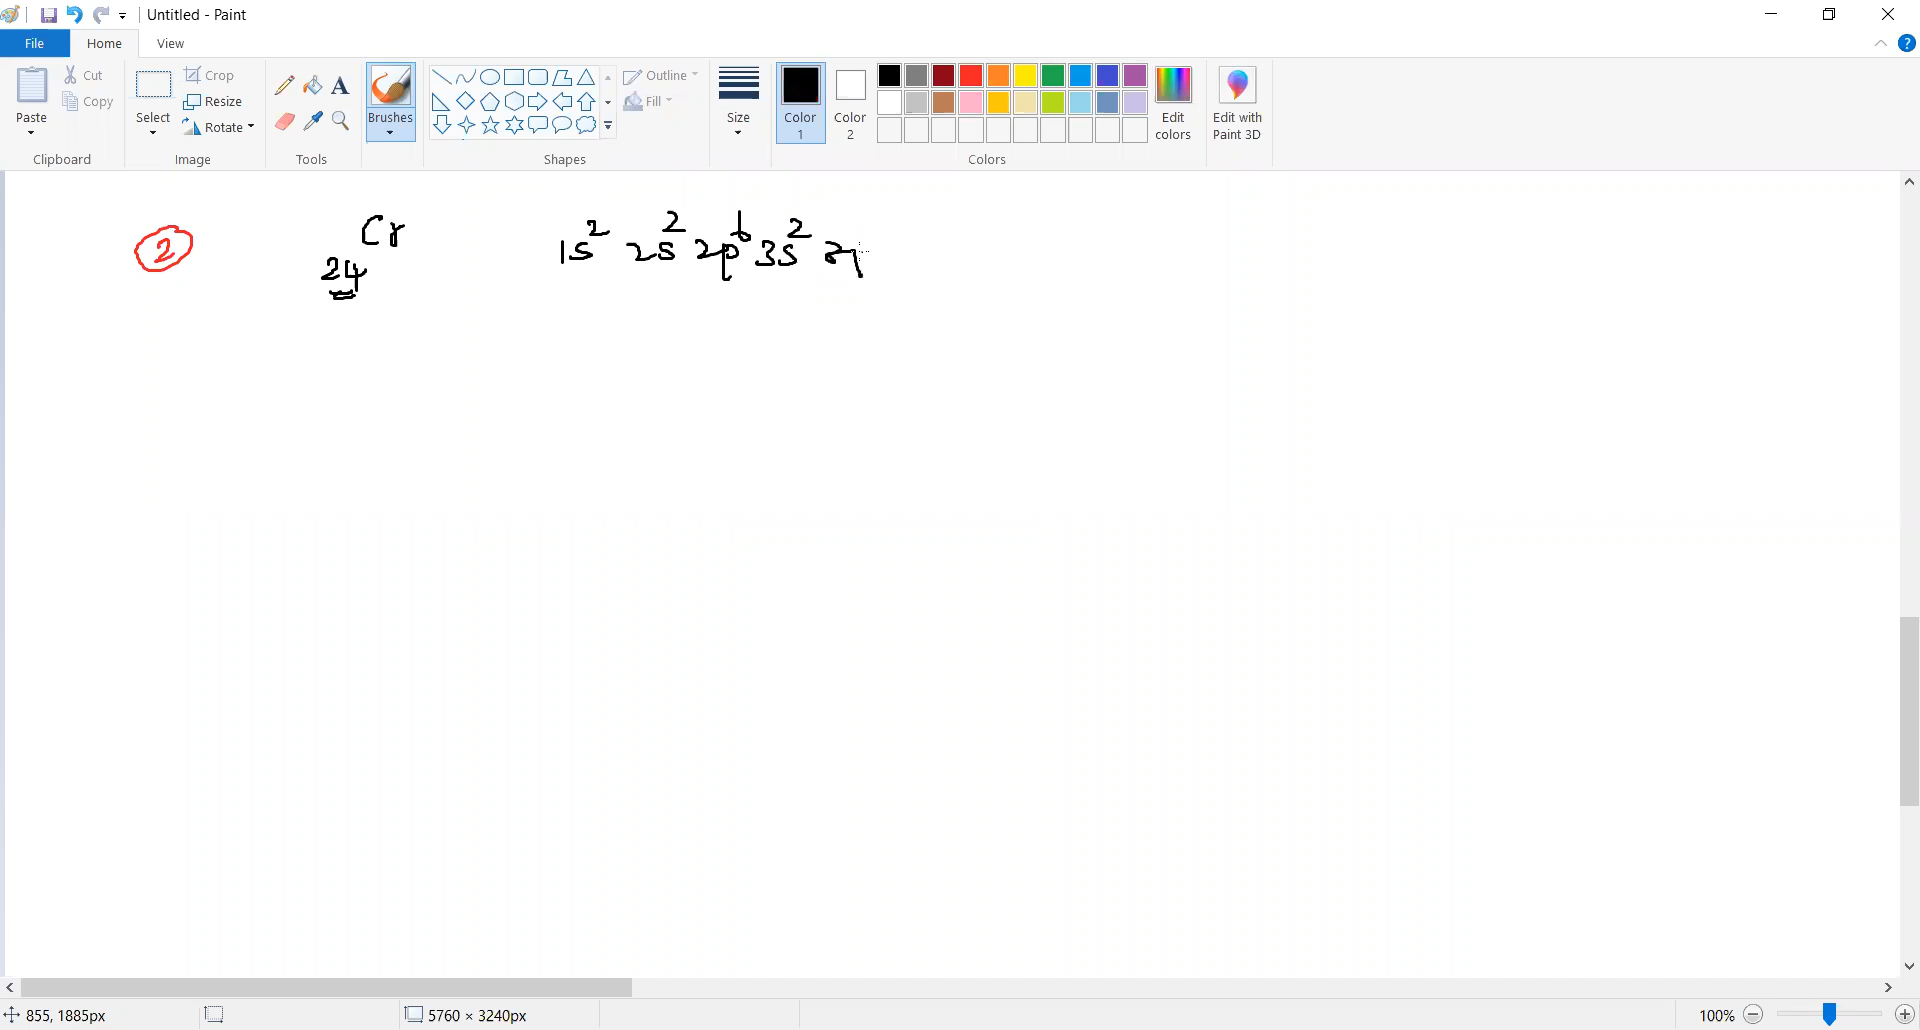 Untitled - Paint
File Home View
Paste Cut Copy Clipboard
Select Crop Resize Rotate Image
Tools
Brushes
Shapes Outline Fill
Size
Color 1 Color 2 Colors
Edit colors
Edit with Paint 3D
2 24Cr 1s² 2s² 2p⁶ 3s²
855, 1885px 5760 × 3240px 100%